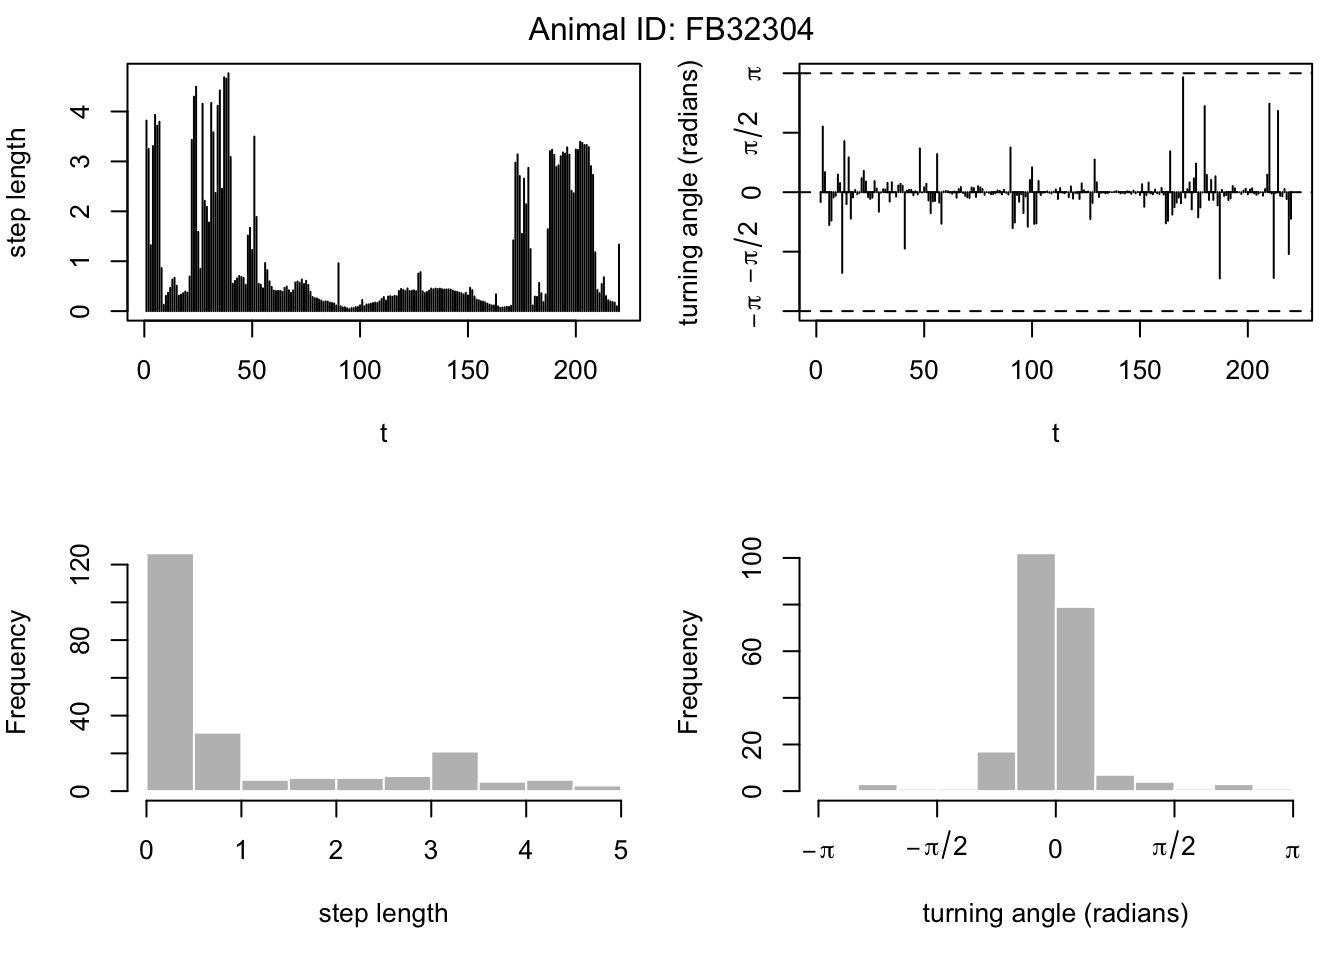 Animal ID: FB32304
step length
4
3
2
1
0
0 50 100 150 200
t
turning angle (radians)
π
π/2
0
−π/2
−π
0 50 100 150 200
t
Frequency
120
80
40
0
0 1 2 3 4 5
step length
Frequency
100
60
20
0
−π −π/2 0 π/2 π
turning angle (radians)